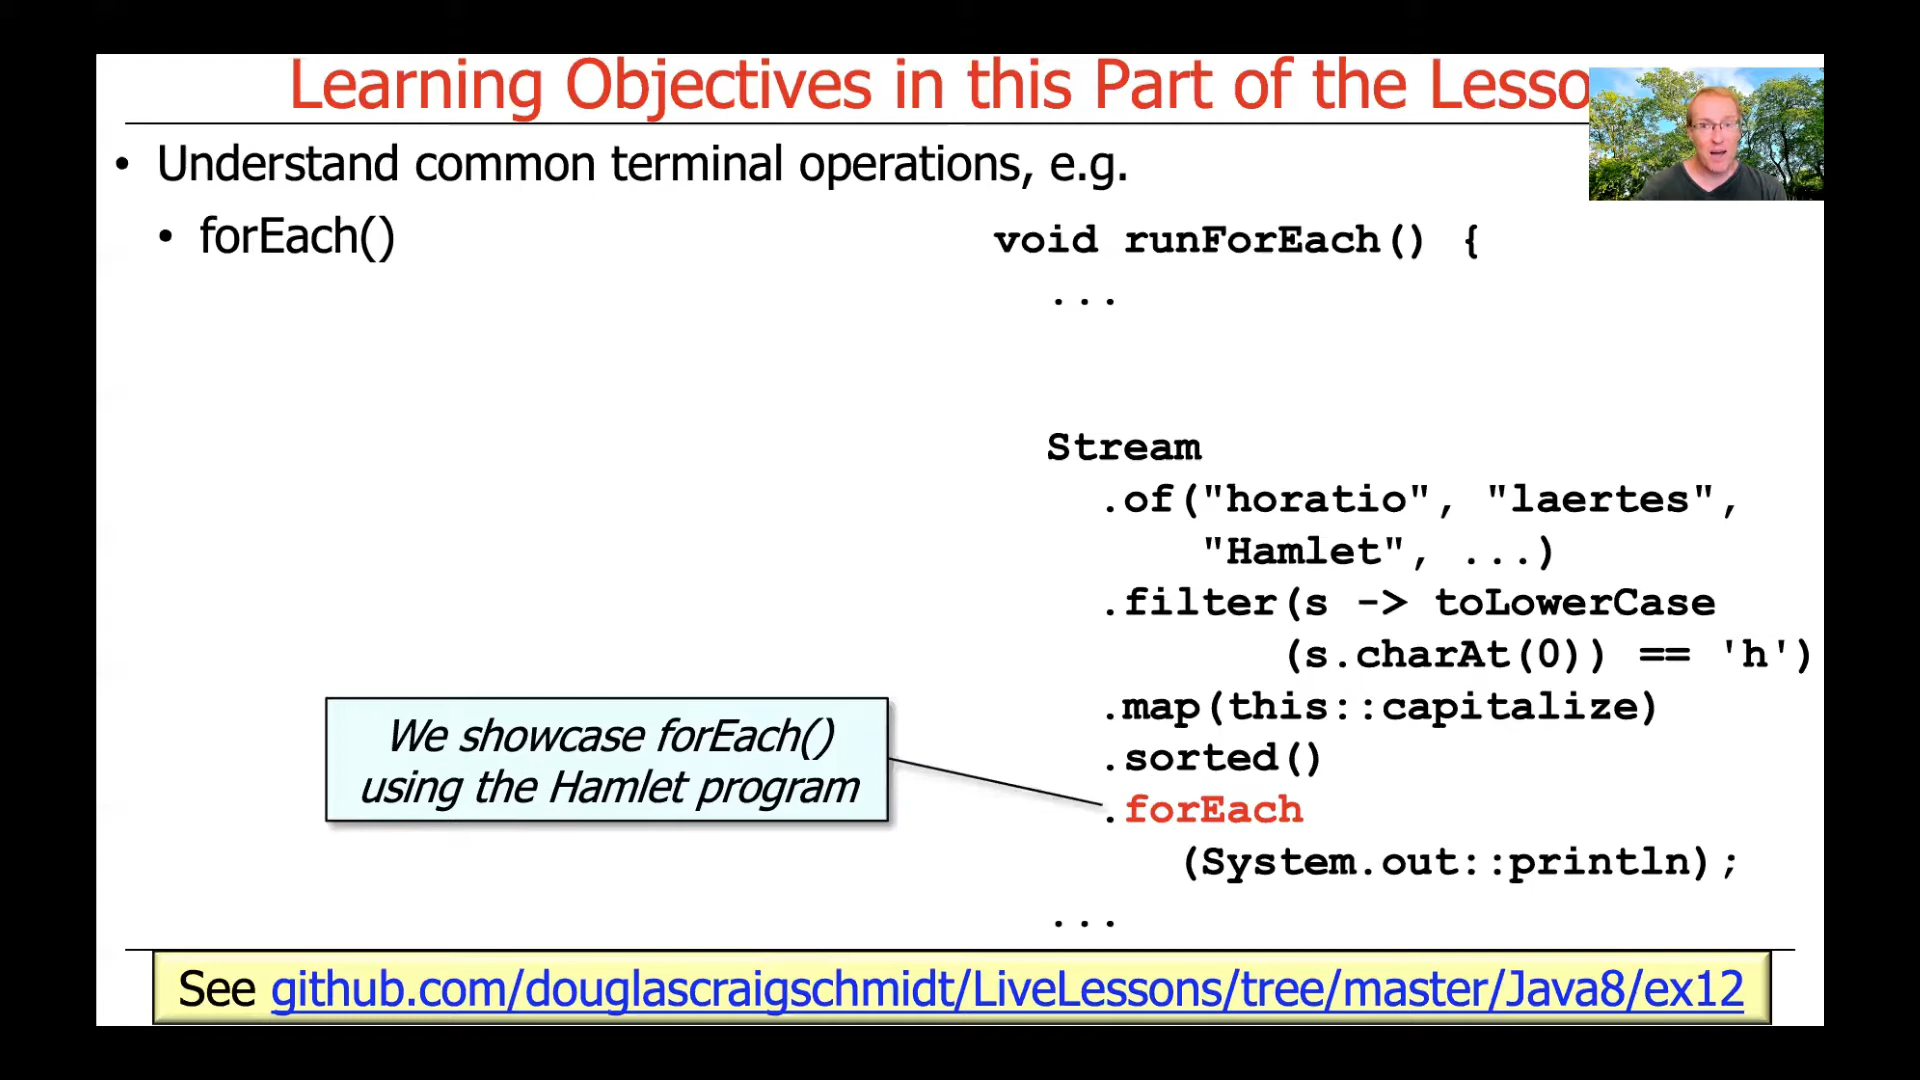 Learning Objectives in this Part of the Lesso
• Understand common terminal operations, e.g.
• forEach()
void runForEach() {
...
Stream
.of("horatio", "laertes",
"Hamlet", ...)
.filter(s -> toLowerCase
(s.charAt(0)) == 'h')
.map(this::capitalize)
.sorted()
.forEach
(System.out::println);
...
We showcase forEach()
using the Hamlet program
See github.com/douglascraigschmidt/LiveLessons/tree/master/Java8/ex12